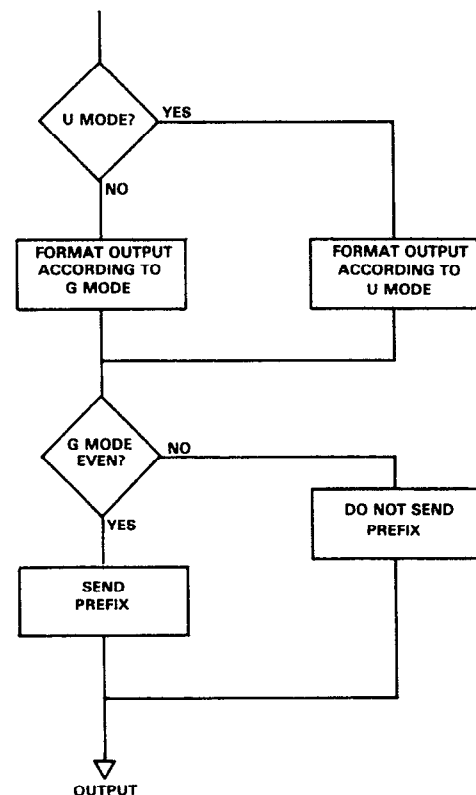 U MODE?
YES
NO
FORMAT OUTPUT
ACCORDING TO
G MODE
FORMAT OUTPUT
ACCORDING TO
U MODE
G MODE
EVEN?
NO
YES
DO NOT SEND
PREFIX
SEND
PREFIX
OUTPUT